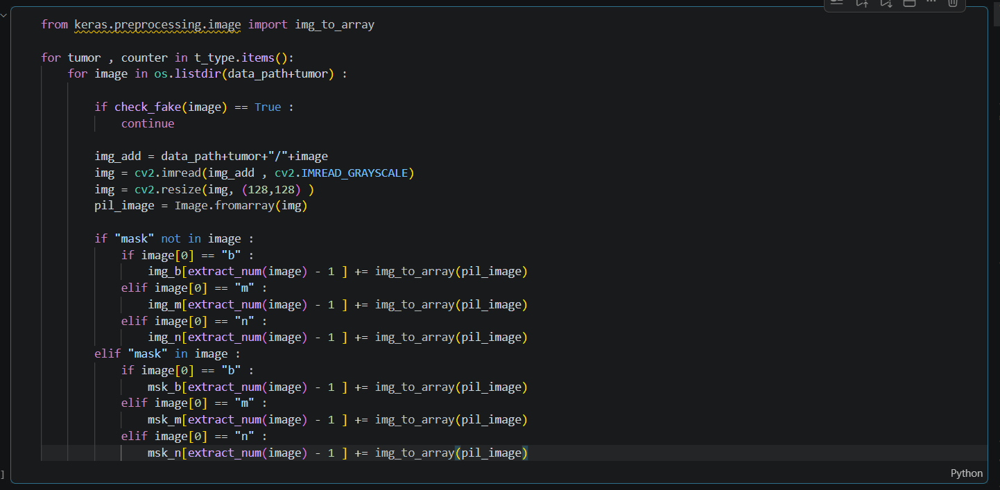 from keras.preprocessing.image import img_to_array

for tumor , counter in t_type.items():
    for image in os.listdir(data_path+tumor) :

        if check_fake(image) == True :
            continue

        img_add = data_path+tumor+"/"+image
        img = cv2.imread(img_add , cv2.IMREAD_GRAYSCALE)
        img = cv2.resize(img, (128,128) )
        pil_image = Image.fromarray(img)

        if "mask" not in image :
            if image[0] == "b" :
                img_b[extract_num(image) - 1 ] += img_to_array(pil_image)
            elif image[0] == "m" :
                img_m[extract_num(image) - 1 ] += img_to_array(pil_image)
            elif image[0] == "n" :
                img_n[extract_num(image) - 1 ] += img_to_array(pil_image)
        elif "mask" in image :
            if image[0] == "b" :
                msk_b[extract_num(image) - 1 ] += img_to_array(pil_image)
            elif image[0] == "m" :
                msk_m[extract_num(image) - 1 ] += img_to_array(pil_image)
            elif image[0] == "n" :
                msk_n[extract_num(image) - 1 ] += img_to_array(pil_image)
]
Python